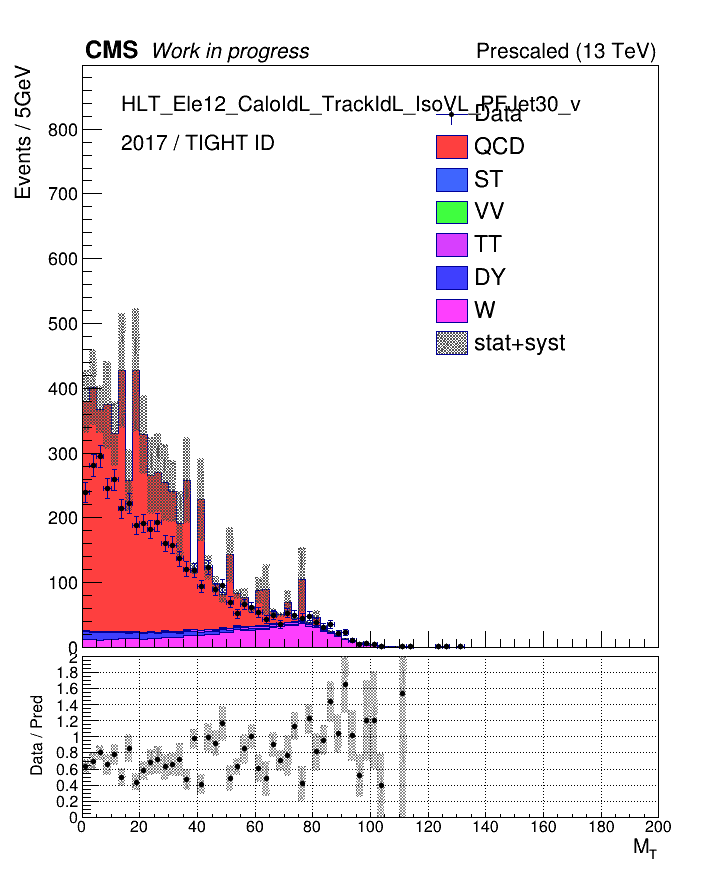 CMS Work in progress Prescaled (13 TeV)
Events / 5GeV
HLT_Ele12_CaloIdL_TrackIdL_IsoVL_PFJet30_v
2017 / TIGHT ID
Data
QCD
ST
VV
TT
DY
W
stat+syst
800
700
600
500
400
300
200
100
0
Data / Pred
2
1.8
1.6
1.4
1.2
1
0.8
0.6
0.4
0.2
0
0 20 40 60 80 100 120 140 160 180 200
M_T